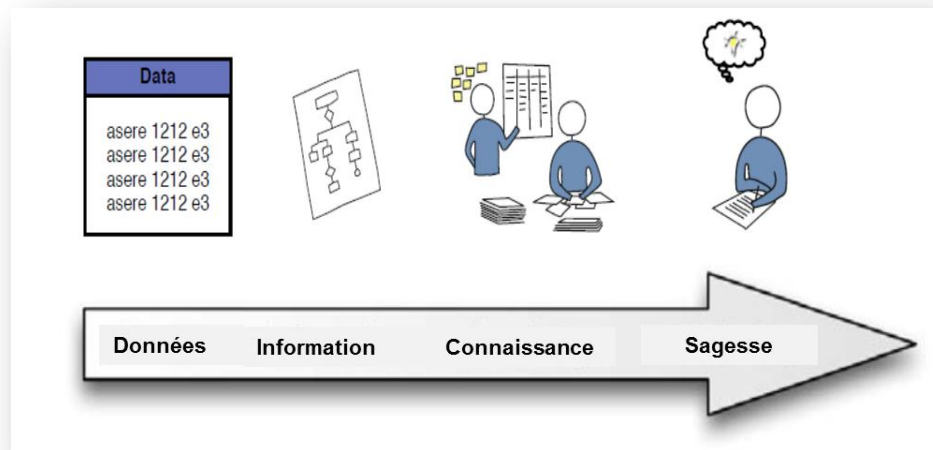 Data
asere 1212 e3
asere 1212 e3
asere 1212 e3
asere 1212 e3
Données Information Connaissance Sagesse